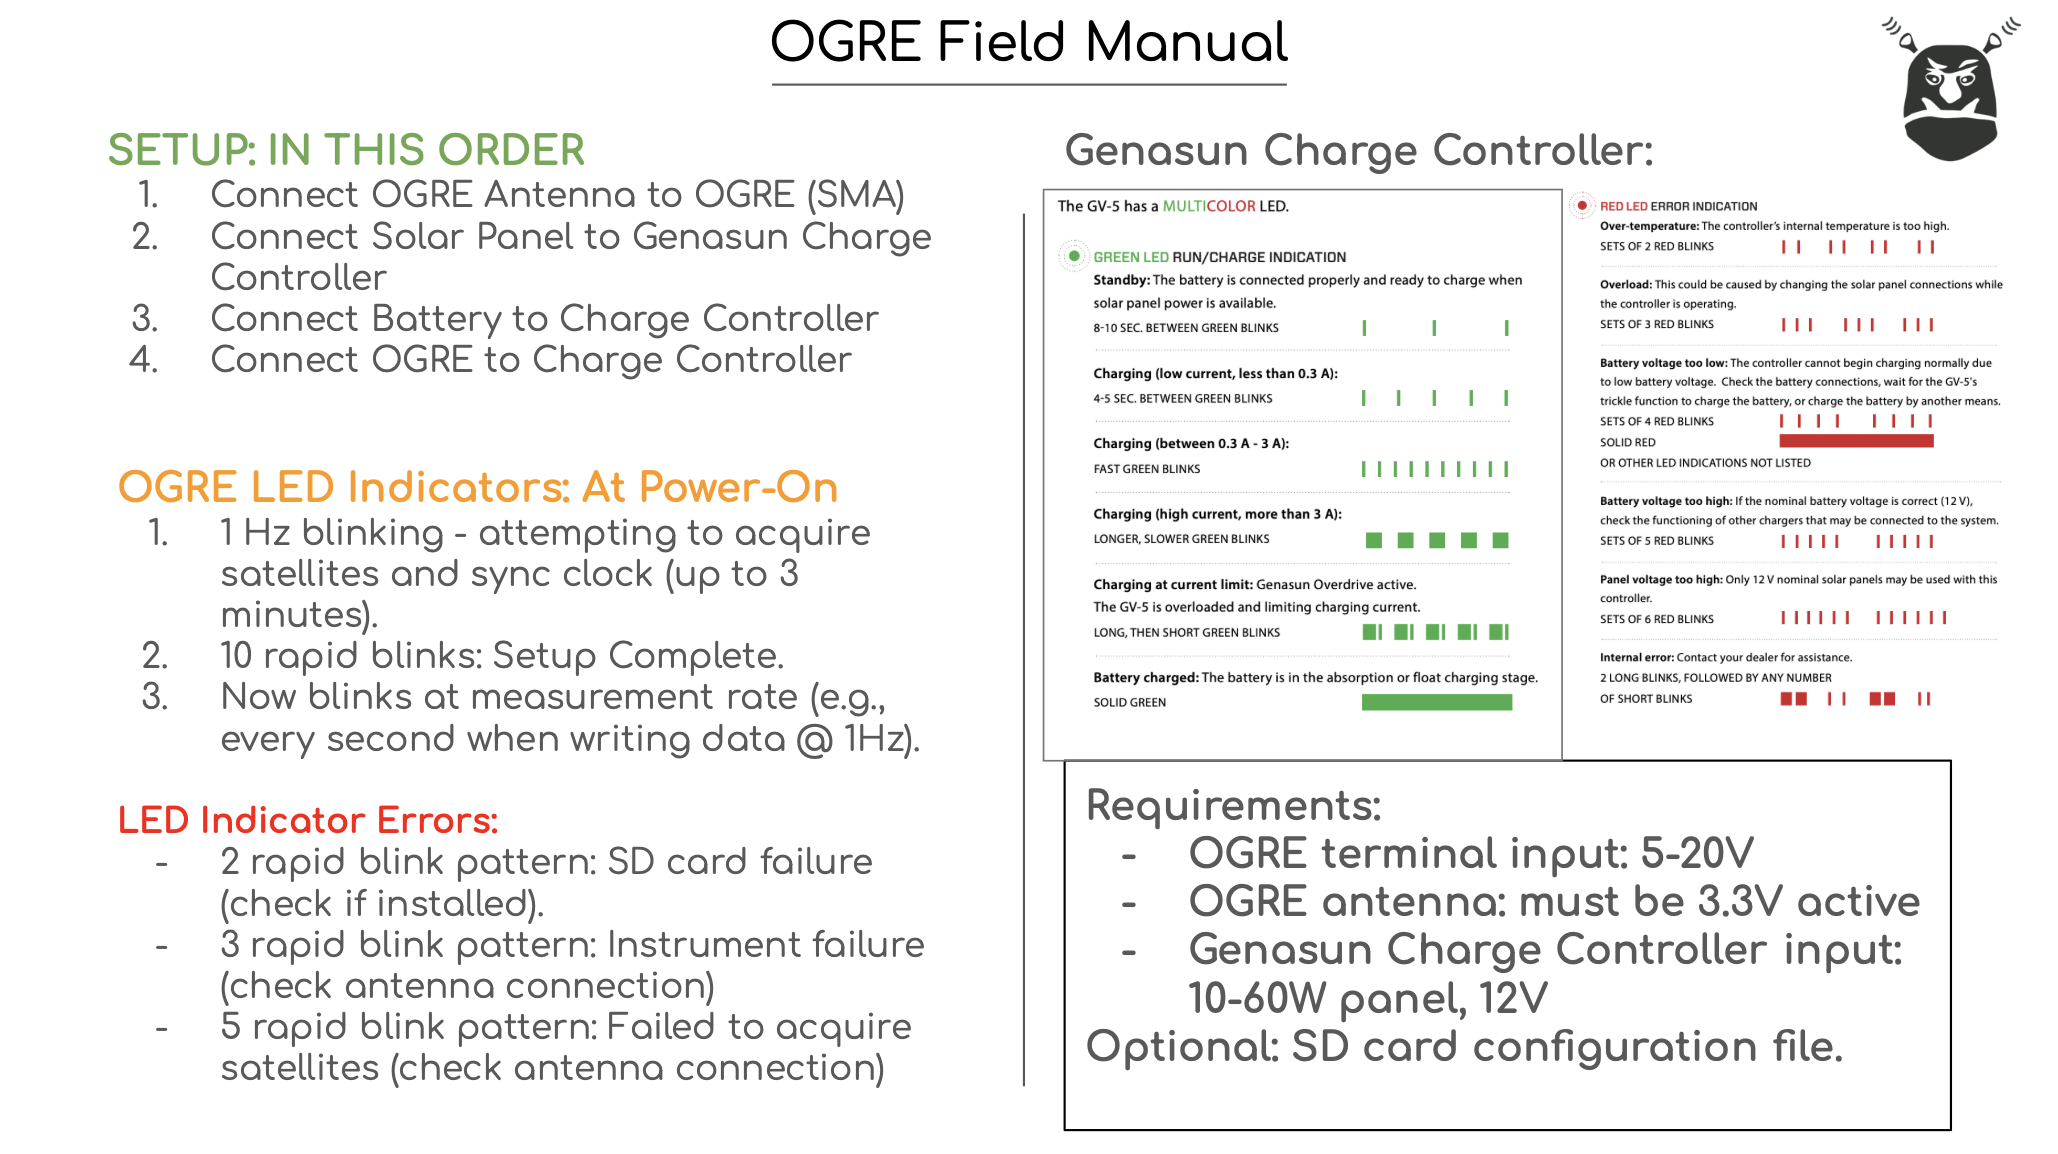 OGRE Field Manual
SETUP: IN THIS ORDER
1. Connect OGRE Antenna to OGRE (SMA)
2. Connect Solar Panel to Genasun Charge
Controller
3. Connect Battery to Charge Controller
4. Connect OGRE to Charge Controller
OGRE LED Indicators: At Power-On
1. 1 Hz blinking - attempting to acquire
satellites and sync clock (up to 3
minutes).
2. 10 rapid blinks: Setup Complete.
3. Now blinks at measurement rate (e.g.,
every second when writing data @ 1Hz).
LED Indicator Errors:
- 2 rapid blink pattern: SD card failure
(check if installed).
- 3 rapid blink pattern: Instrument failure
(check antenna connection)
- 5 rapid blink pattern: Failed to acquire
satellites (check antenna connection)
Genasun Charge Controller:
The GV-5 has a MULTICOLOR LED.
GREEN LED RUN/CHARGE INDICATION
Standby: The battery is connected properly and ready to charge when
solar panel power is available.
8-10 SEC. BETWEEN GREEN BLINKS
Charging (low current, less than 0.3 A):
4-5 SEC. BETWEEN GREEN BLINKS
Charging (between 0.3 A - 3 A):
FAST GREEN BLINKS
Charging (high current, more than 3 A):
LONGER, SLOWER GREEN BLINKS
Charging at current limit: Genasun Overdrive active.
The GV-5 is overloaded and limiting charging current.
LONG, THEN SHORT GREEN BLINKS
Battery charged: The battery is in the absorption or float charging stage.
SOLID GREEN
RED LED ERROR INDICATION
Over-temperature: The controller's internal temperature is too high.
SETS OF 2 RED BLINKS
Overload: This could be caused by changing the solar panel connections while
the controller is operating.
SETS OF 3 RED BLINKS
Battery voltage too low: The controller cannot begin charging normally due
to low battery voltage. Check the battery connections, wait for the GV-5's
trickle function to charge the battery, or charge the battery by another means.
SETS OF 4 RED BLINKS
SOLID RED
OR OTHER LED INDICATIONS NOT LISTED
Battery voltage too high: If the nominal battery voltage is correct (12 V),
check the functioning of other chargers that may be connected to the system.
SETS OF 5 RED BLINKS
Panel voltage too high: Only 12 V nominal solar panels may be used with this
controller.
SETS OF 6 RED BLINKS
Internal error: Contact your dealer for assistance.
2 LONG BLINKS, FOLLOWED BY ANY NUMBER
OF SHORT BLINKS
Requirements:
- OGRE terminal input: 5-20V
- OGRE antenna: must be 3.3V active
- Genasun Charge Controller input:
10-60W panel, 12V
Optional: SD card configuration file.